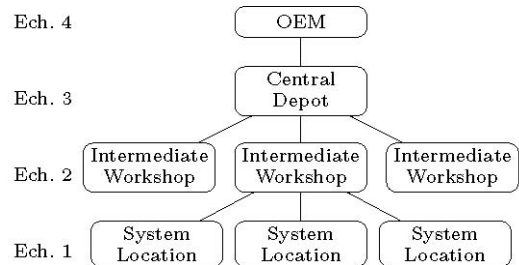 Ech. 4
OEM
Ech. 3
Central
Depot
Ech. 2
Intermediate
Workshop
Intermediate
Workshop
Intermediate
Workshop
Ech. 1
System
Location
System
Location
System
Location